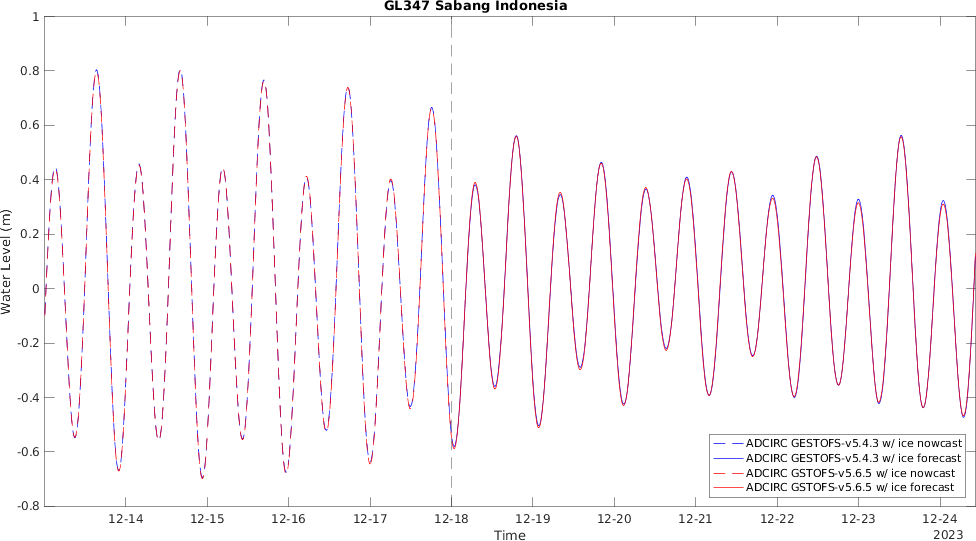 GL347 Sabang Indonesia
1
0.8
0.6
0.4
0.2
0
-0.2
-0.4
-0.6
-0.8
Water Level (m)
ADCIRC GESTOFS-v5.4.3 w/ ice nowcast
ADCIRC GESTOFS-v5.4.3 w/ ice forecast
ADCIRC GSTOFS-v5.6.5 w/ ice nowcast
ADCIRC GSTOFS-v5.6.5 w/ ice forecast
12-14 12-15 12-16 12-17 12-18 12-19 12-20 12-21 12-22 12-23 12-24
Time
2023